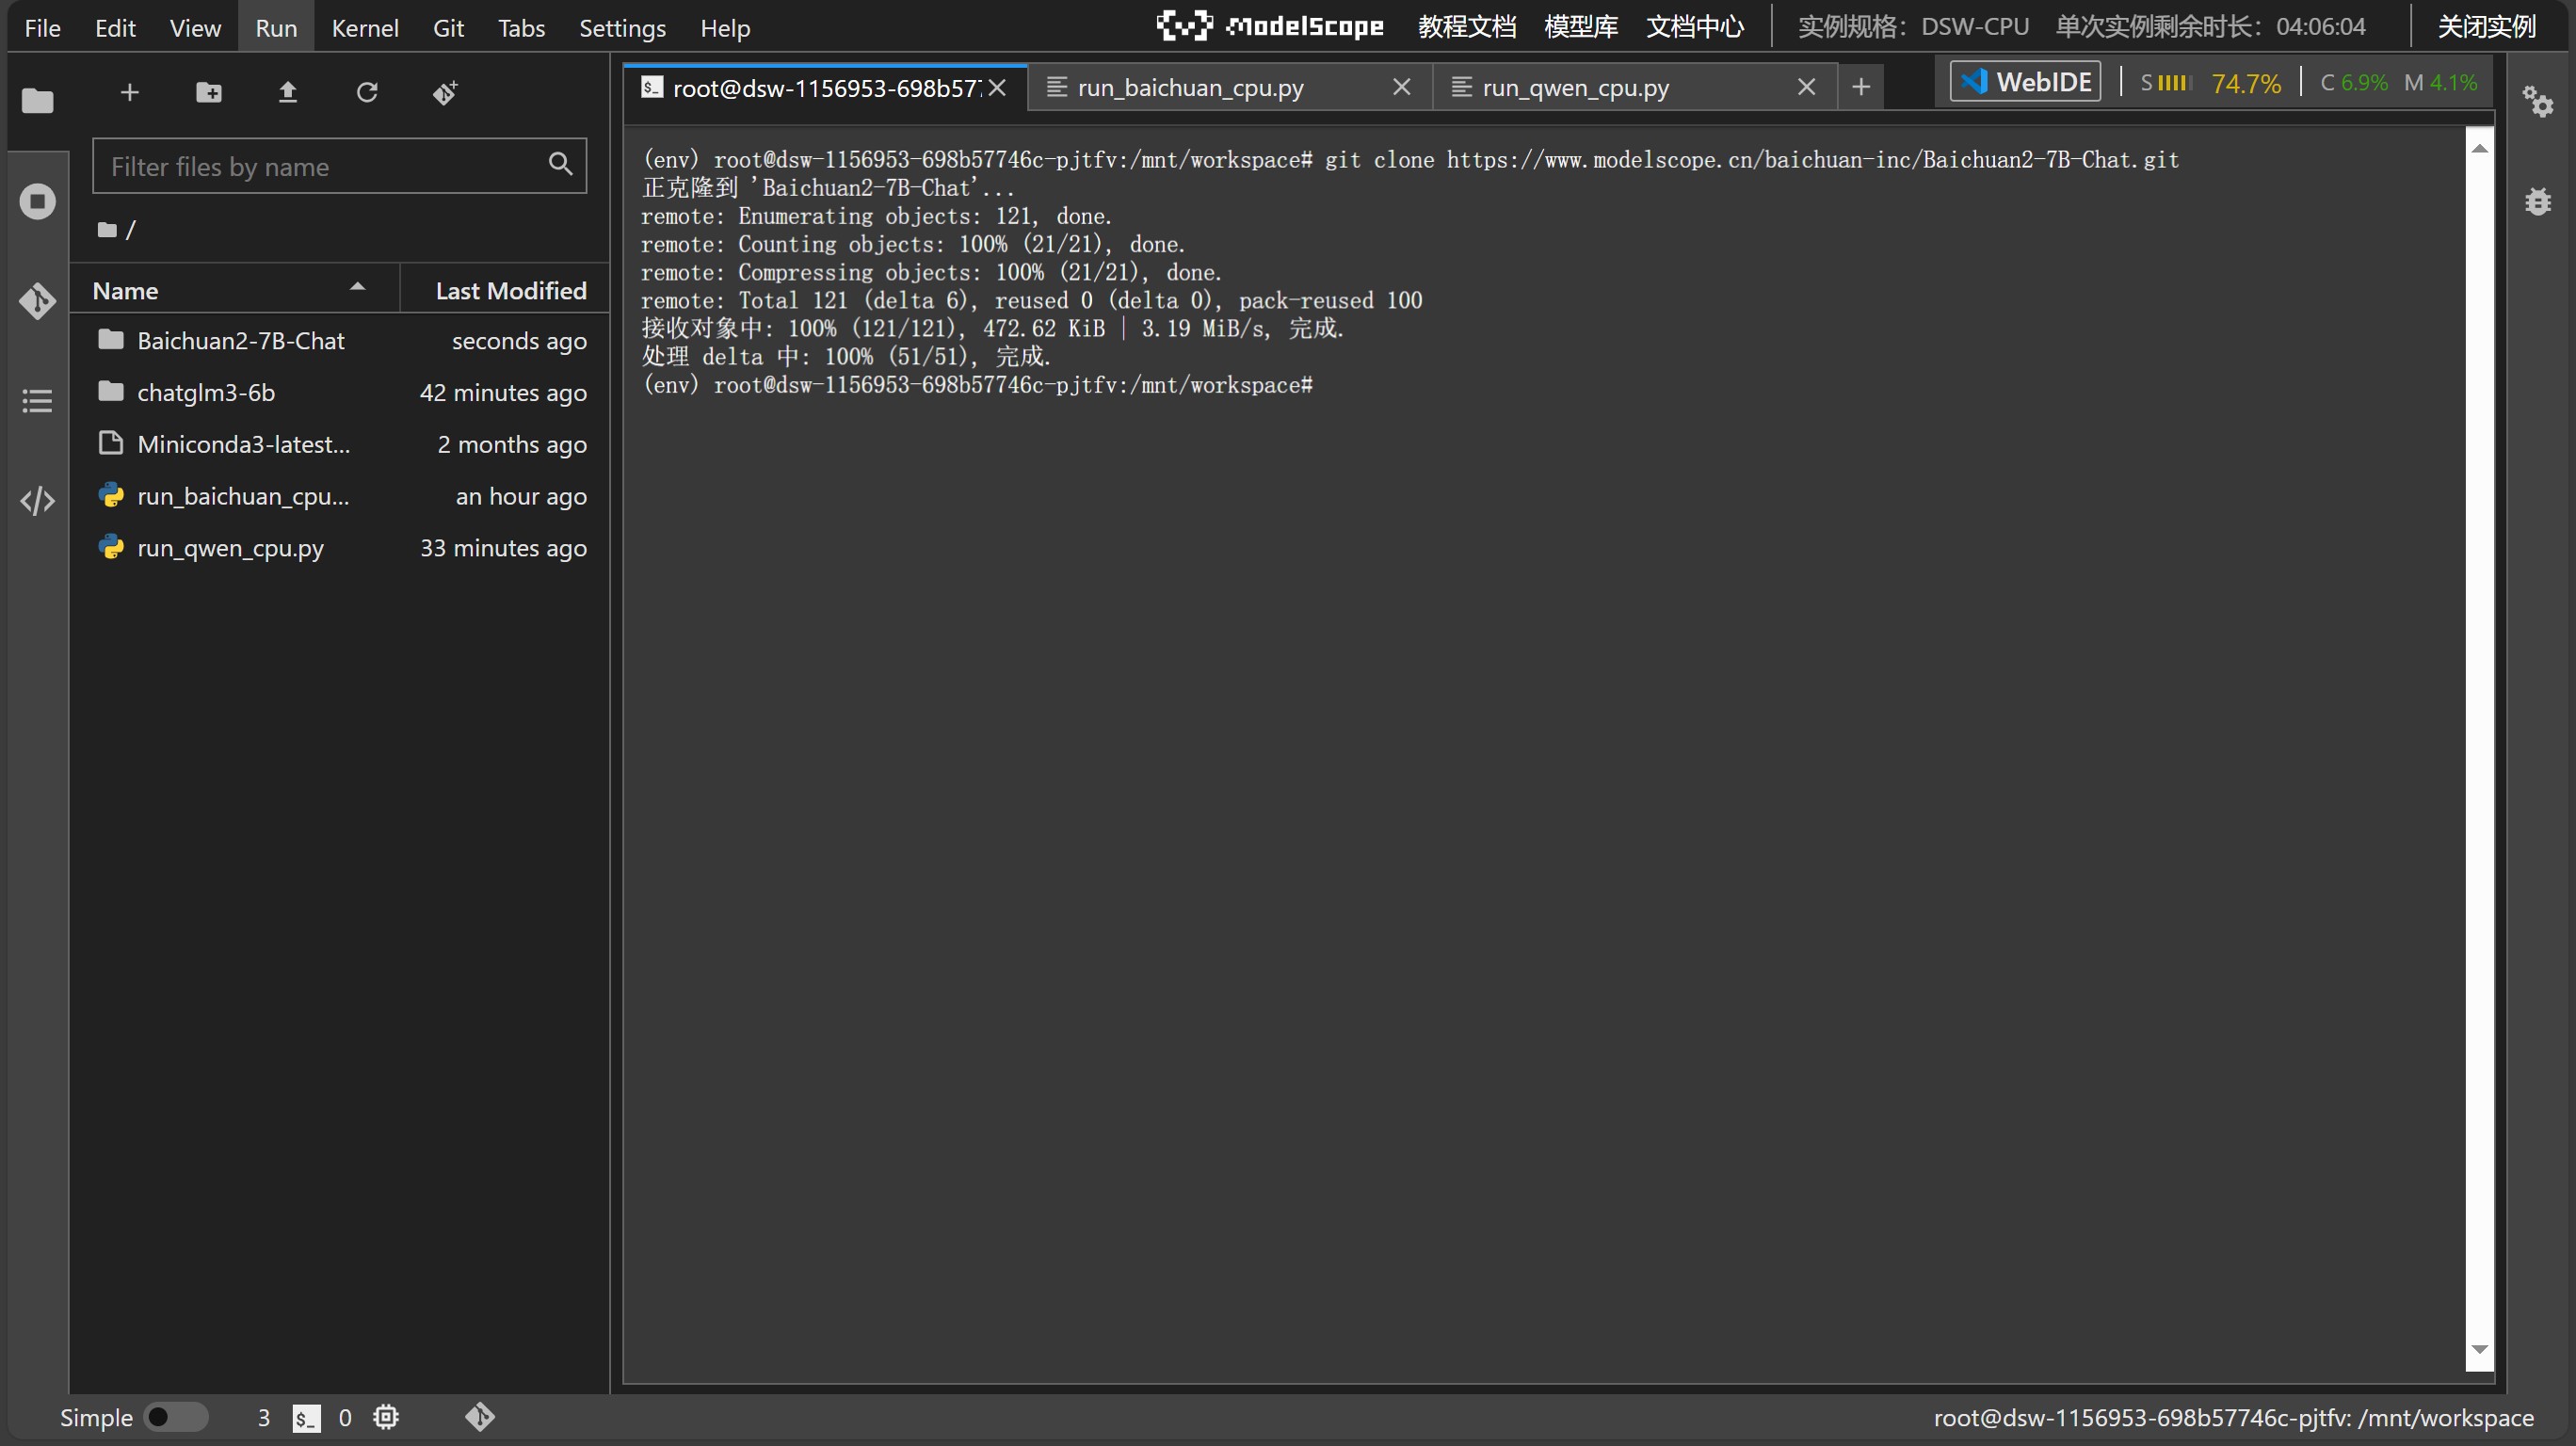 File Edit View Run Kernel Git Tabs Settings Help
ModelScope 教程文档 模型库 文档中心 实例规格: DSW-CPU 单次实例剩余时长: 04:06:04 关闭实例
root@dsw-1156953-698b577 run_baichuan_cpu.py run_qwen_cpu.py
WebIDE S 74.7% C 6.9% M 4.1%
Filter files by name
/
Name Last Modified
Baichuan2-7B-Chat seconds ago
chatglm3-6b 42 minutes ago
Miniconda3-latest... 2 months ago
run_baichuan_cpu... an hour ago
run_qwen_cpu.py 33 minutes ago
(env) root@dsw-1156953-698b57746c-pjtfv:/mnt/workspace# git clone https://www.modelscope.cn/baichuan-inc/Baichuan2-7B-Chat.git
正克隆到 'Baichuan2-7B-Chat'...
remote: Enumerating objects: 121, done.
remote: Counting objects: 100% (21/21), done.
remote: Compressing objects: 100% (21/21), done.
remote: Total 121 (delta 6), reused 0 (delta 0), pack-reused 100
接收对象中: 100% (121/121), 472.62 KiB | 3.19 MiB/s, 完成.
处理 delta 中: 100% (51/51), 完成.
(env) root@dsw-1156953-698b57746c-pjtfv:/mnt/workspace#
Simple 3 $_ 0
root@dsw-1156953-698b57746c-pjtfv: /mnt/workspace